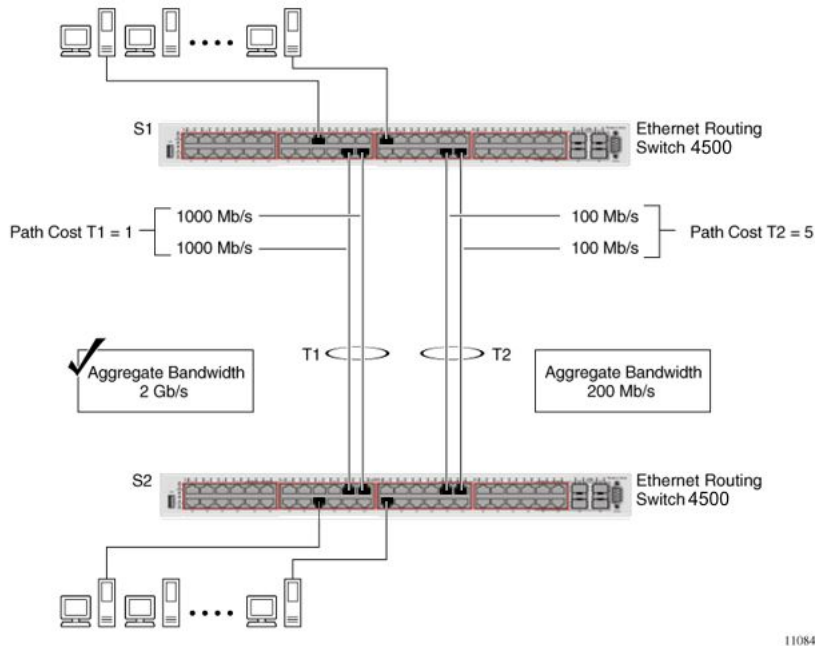 S1
Ethernet Routing
Switch 4500
Path Cost T1 = 1
1000 Mb/s
1000 Mb/s
100 Mb/s
100 Mb/s
Path Cost T2 = 5
T1
T2
Aggregate Bandwidth
2 Gb/s
Aggregate Bandwidth
200 Mb/s
S2
Ethernet Routing
Switch 4500
11084